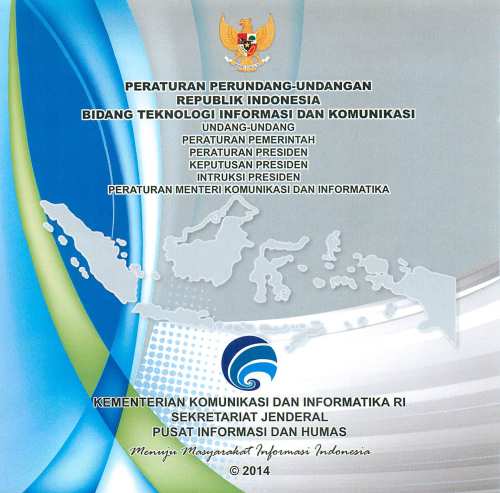 PERATURAN PERUNDANG-UNDANGAN
REPUBLIK INDONESIA
BIDANG TEKNOLOGI INFORMASI DAN KOMUNIKASI
UNDANG-UNDANG
PERATURAN PEMERINTAH
PERATURAN PRESIDEN
KEPUTUSAN PRESIDEN
INTRUKSI PRESIDEN
PERATURAN MENTERI KOMUNIKASI DAN INFORMATIKA
KEMENTERIAN KOMUNIKASI DAN INFORMATIKA RI
SEKRETARIAT JENDERAL
PUSAT INFORMASI DAN HUMAS
Menuju Masyarakat Informasi Indonesia
© 2014